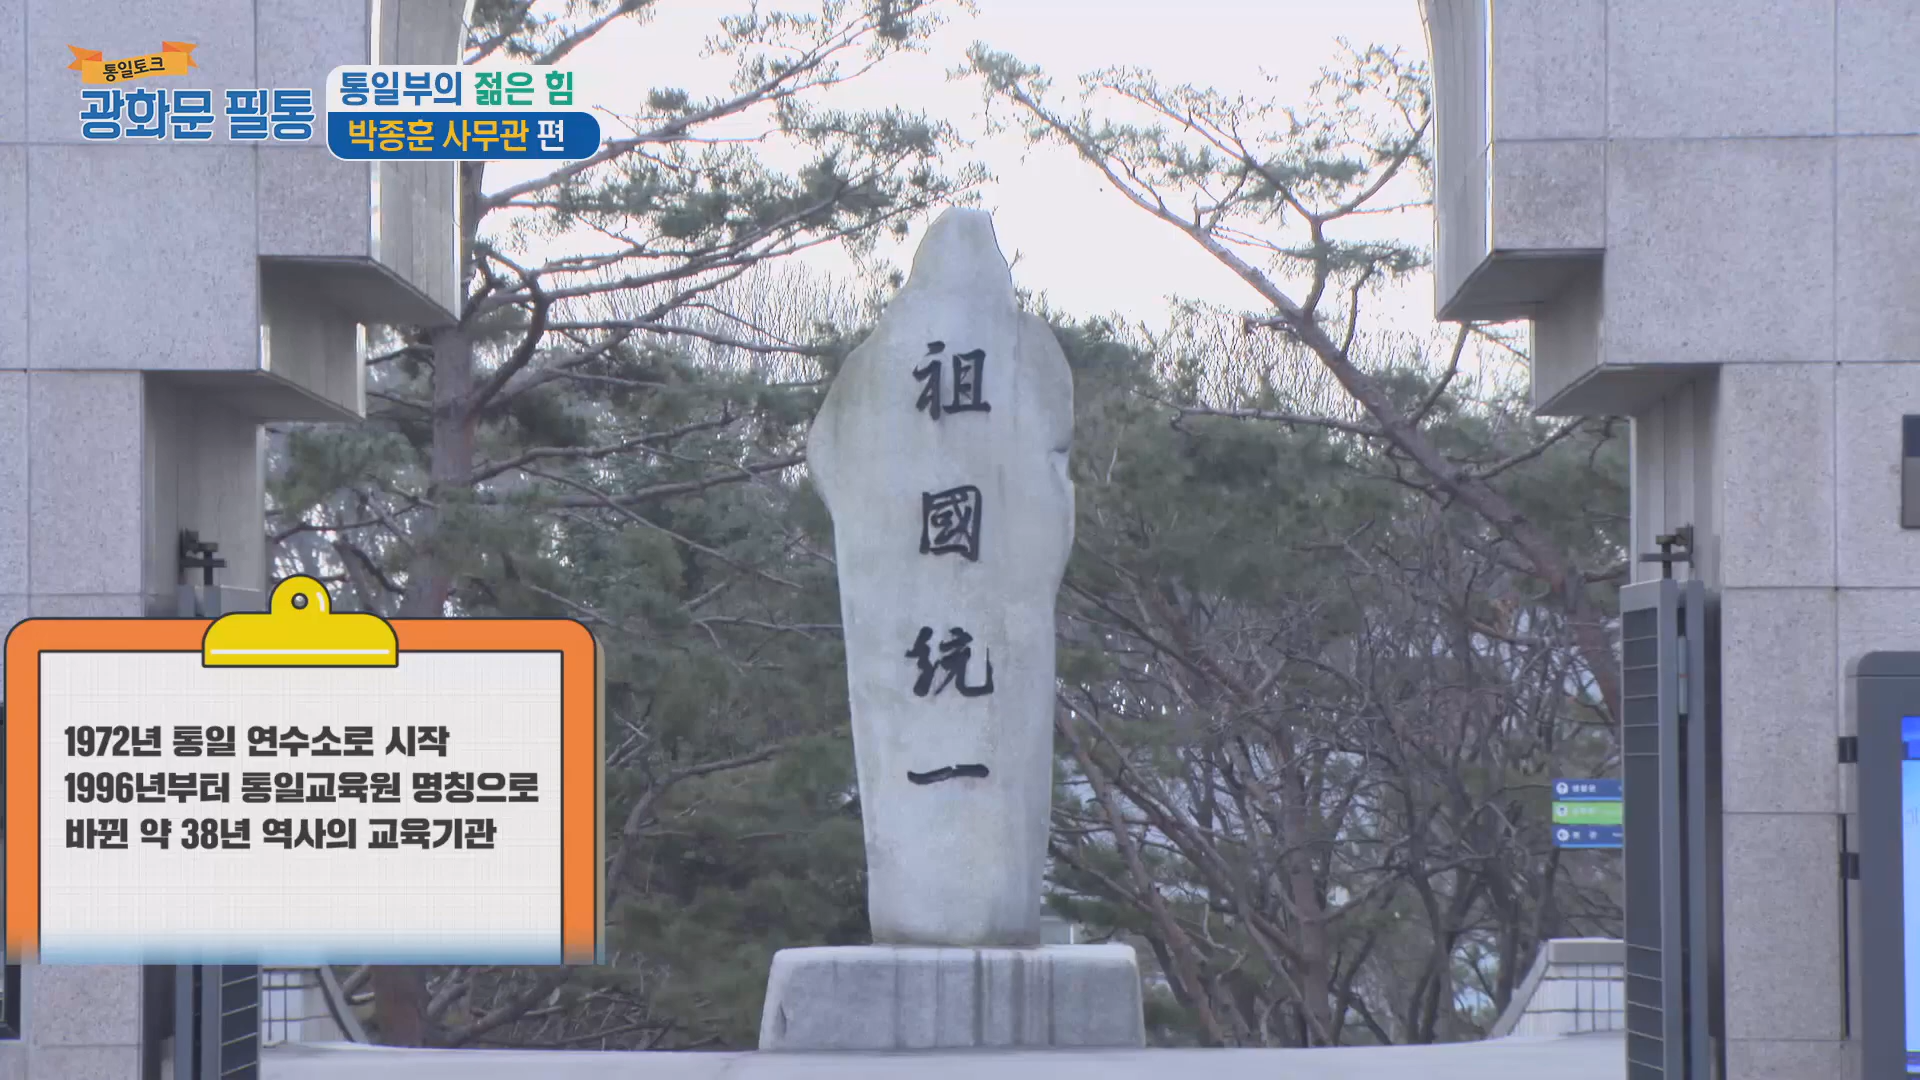 통일토크
광화문 필통
통일부의 젊은 힘
박종훈 사무관 편
祖
國
統
一
1972년 통일 연수소로 시작
1996년부터 통일교육원 명칭으로
바뀐 약 38년 역사의 교육기관